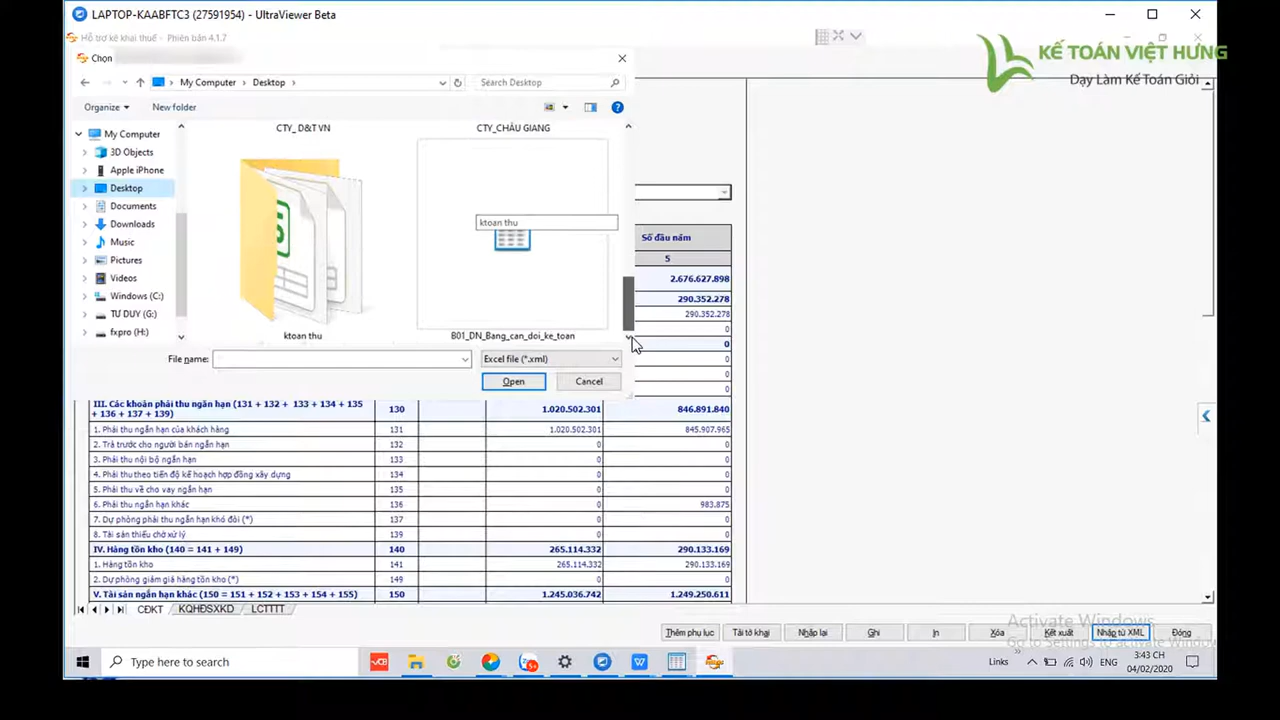 LAPTOP-KAABFTC3 (27591954) - UltraViewer Beta
Hỗ trợ kê khai thuế - Phiên bản 4.1.7
KẾ TOÁN VIỆT HƯNG
Dạy Làm Kế Toán Giỏi
Chọn
My Computer
Desktop
Search Desktop
Organize
New folder
My Computer
3D Objects
Apple iPhone
Desktop
Documents
Downloads
Music
Pictures
Videos
Windows (C:)
TƯ DUY (G:)
fxpro (H:)
CTY_ D&T VN
CTY_CHÂU GIANG
ktoan thu
ktoan thu
B01_DN_Bang_can_doi_ke_toan
File name:
Excel file (*.xml)
Open
Cancel
Số đầu năm
5
2.676.627.898
290.352.278
290.352.278
0
0
0
0
0
III. Các khoản phải thu ngắn hạn (131 + 132 + 133 + 134 + 135 + 136 + 137 + 139) 130 1.020.502.301 846.891.840
1. Phải thu ngắn hạn của khách hàng 131 1.020.502.301 845.907.965
2. Trả trước cho người bán ngắn hạn 132 0 0
3. Phải thu nội bộ ngắn hạn 133 0 0
4. Phải thu theo tiến độ kế hoạch hợp đồng xây dựng 134 0 0
5. Phải thu về cho vay ngắn hạn 135 0 0
6. Phải thu ngắn hạn khác 136 0 983.875
7. Dự phòng phải thu ngắn hạn khó đòi (*) 137 0 0
8. Tài sản thiếu chờ xử lý 139 0 0
IV. Hàng tồn kho (140 = 141 + 149) 140 265.114.332 290.133.169
1. Hàng tồn kho 141 265.114.332 290.133.169
2. Dự phòng giảm giá hàng tồn kho (*) 149 0 0
V. Tài sản ngắn hạn khác (150 = 151 + 152 + 153 + 154 + 155) 150 1.245.036.742 1.249.250.611
CĐKT KQHĐSXKD LCTTTT
Activate Windows
Go to Settings to activate Windows
Thêm phụ lục Tải tờ khai Nhập lại Ghi In Xóa Kết xuất Nhập từ XML Đóng
Type here to search
Links
ENG
3:43 CH
04/02/2020